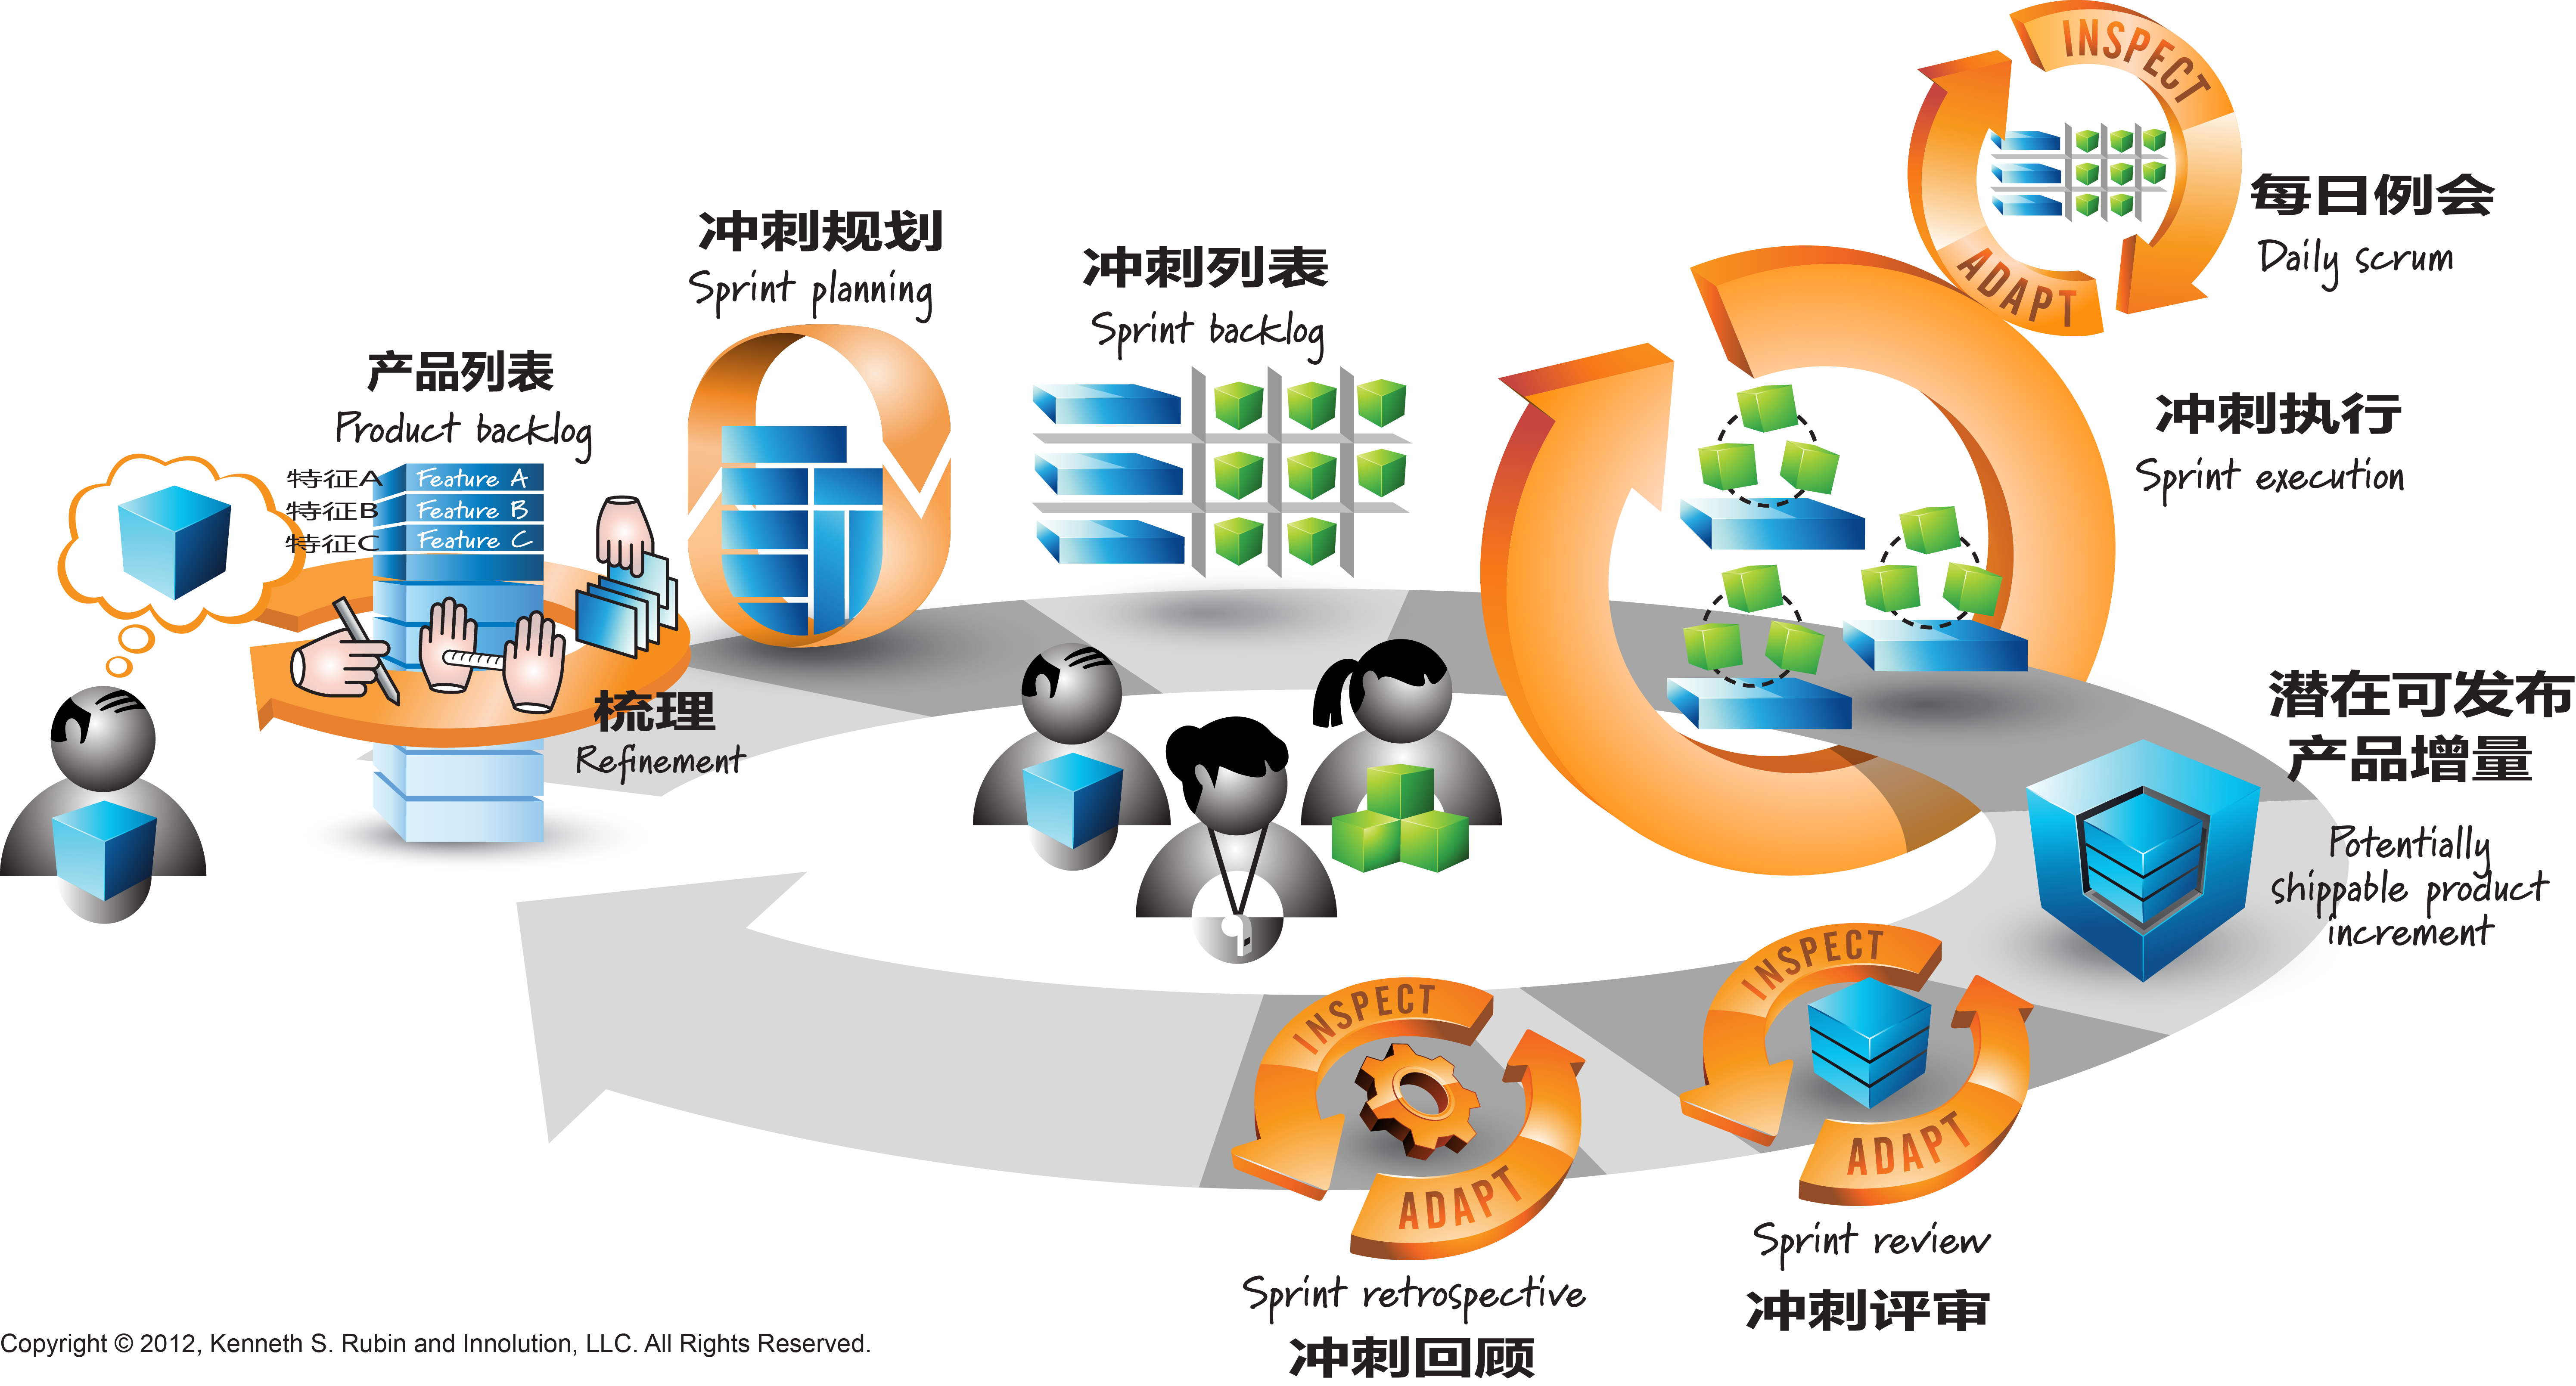 产品列表
Product backlog
特征A
Feature A
特征B
Feature B
特征C
Feature C
梳理
Refinement
冲刺规划
Sprint planning
冲刺列表
Sprint backlog
INSPECT
ADAPT
每日例会
Daily scrum
冲刺执行
Sprint execution
潜在可发布
产品增量
Potentially
shippable product
increment
INSPECT
ADAPT
Sprint review
冲刺评审
INSPECT
ADAPT
Sprint retrospective
冲刺回顾
Copyright © 2012, Kenneth S. Rubin and Innolution, LLC. All Rights Reserved.